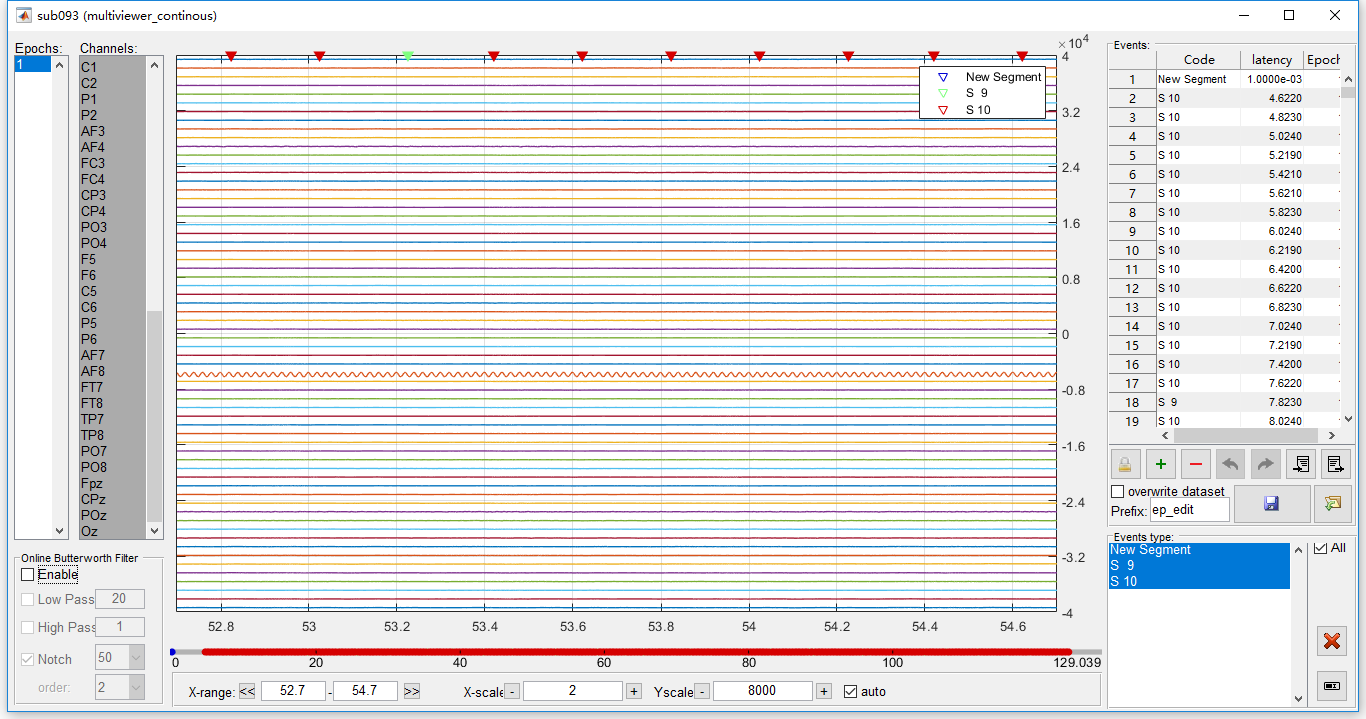 sub093 (multiviewer_continous)
Epochs:
1
Channels:
C1
C2
P1
P2
AF3
AF4
FC3
FC4
CP3
CP4
PO3
PO4
F5
F6
C5
C6
P5
P6
AF7
AF8
FT7
FT8
TP7
TP8
PO7
PO8
Fpz
CPz
POz
Oz
Online Butterworth Filter
Enable
Low Pass 20
High Pass 1
Notch 50
order: 2
×10^4
4
3.2
2.4
1.6
0.8
0
-0.8
-1.6
-2.4
-3.2
-4
New Segment
S  9
S 10
52.8 53 53.2 53.4 53.6 53.8 54 54.2 54.4 54.6
0 20 40 60 80 100 129.039
X-range: << 52.7 - 54.7 >> X-scale - 2 + Yscale - 8000 + auto
Events:
Code latency Epoch
1 New Segment 1.0000e-03
2 S 10 4.6220
3 S 10 4.8230
4 S 10 5.0240
5 S 10 5.2190
6 S 10 5.4210
7 S 10 5.6210
8 S 10 5.8230
9 S 10 6.0240
10 S 10 6.2190
11 S 10 6.4200
12 S 10 6.6220
13 S 10 6.8230
14 S 10 7.0240
15 S 10 7.2190
16 S 10 7.4200
17 S 10 7.6220
18 S  9 7.8230
19 S 10 8.0240
overwrite dataset
Prefix: ep_edit
Events type:
New Segment
S  9
S 10
All